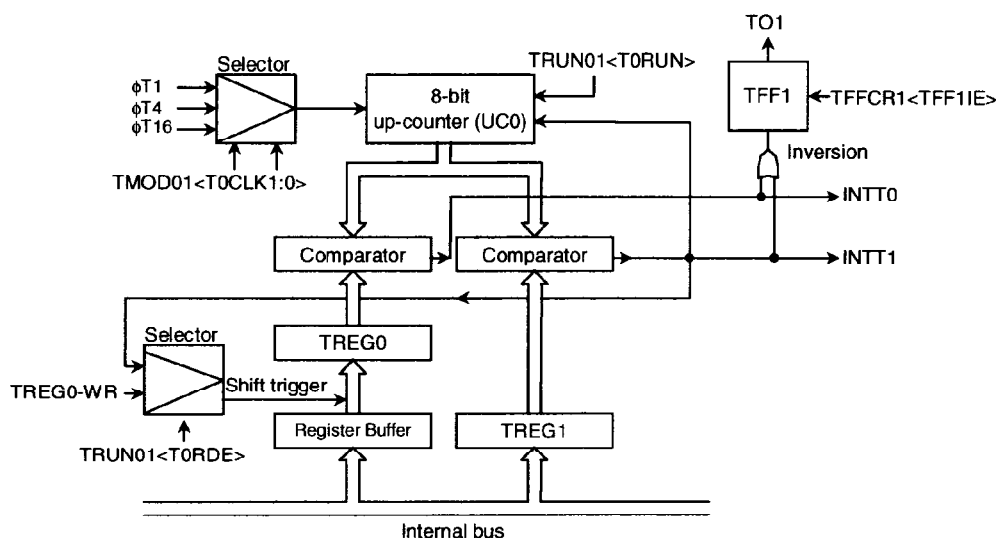 TO1
Selector
TRUN01<T0RUN>
ϕT1
ϕT4
ϕT16
8-bit
up-counter (UC0)
TFF1
TFFCR1<TFF1IE>
Inversion
TMOD01<T0CLK1:0>
INTT0
Comparator
Comparator
INTT1
Selector
TREG0
TREG0-WR
Shift trigger
Register Buffer
TREG1
TRUN01<T0RDE>
Internal bus